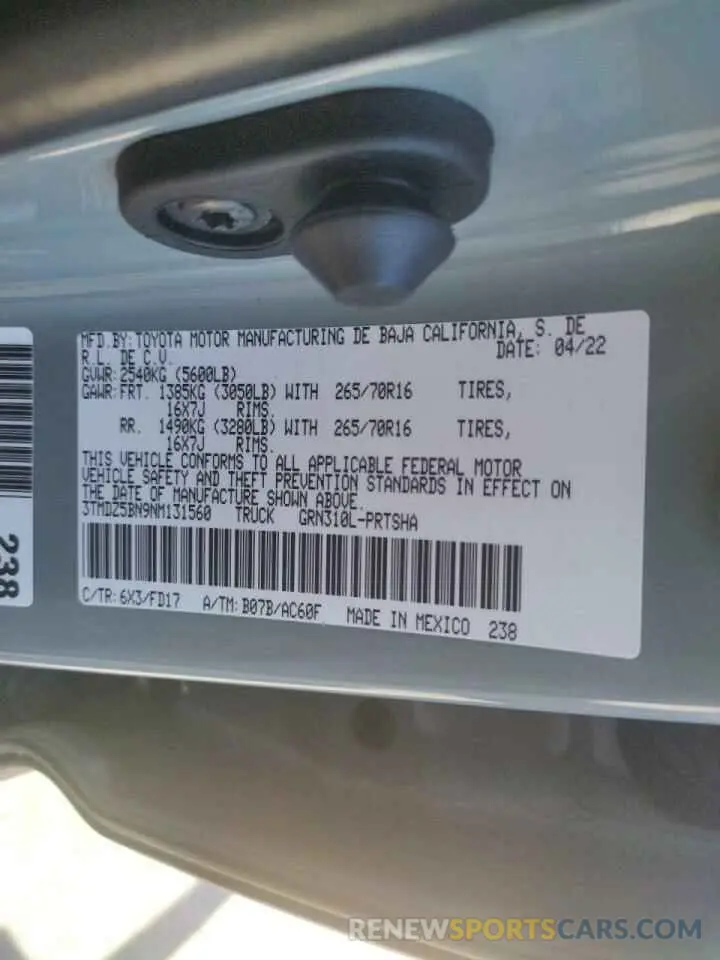 MFD.BY:TOYOTA MOTOR MANUFACTURING DE BAJA CALIFORNIA, S. DE
R.L. DE C.V.
DATE: 04/22
GVWR:2540KG (5600LB)
GAWR:FRT. 1385KG (3050LB) WITH 265/70R16 TIRES,
16X7J RIMS.
RR. 1490KG (3280LB) WITH 265/70R16 TIRES,
16X7J RIMS.
THIS VEHICLE CONFORMS TO ALL APPLICABLE FEDERAL MOTOR
VEHICLE SAFETY AND THEFT PREVENTION STANDARDS IN EFFECT ON
THE DATE OF MANUFACTURE SHOWN ABOVE.
3TMDZ5BN9NM131560 TRUCK GRN310L-PRTSHA
C/TR:6X3/FD17 A/TM:B07B/AC60F MADE IN MEXICO 238
238
RENEWSPORTSCARS.COM